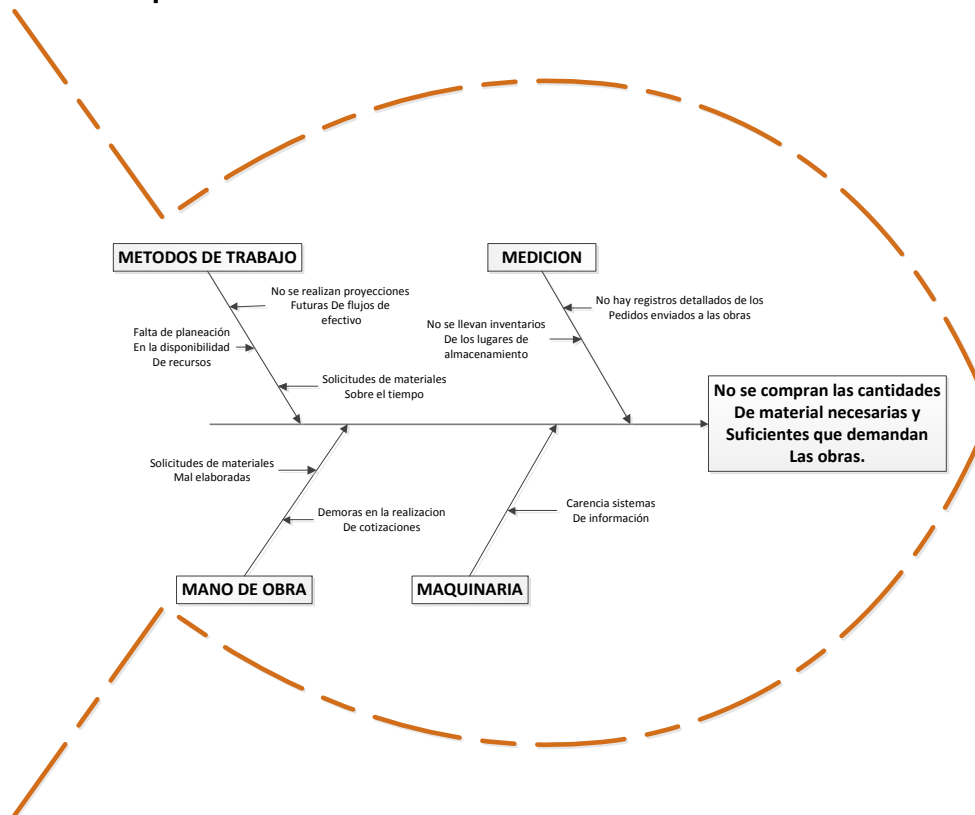 METODOS DE TRABAJO
MEDICION
No se realizan proyecciones
Futuras De flujos de
efectivo
No hay registros detallados de los
Pedidos enviados a las obras
Falta de planeación
En la disponibilidad
De recursos
No se llevan inventarios
De los lugares de
almacenamiento
Solicitudes de materiales
Sobre el tiempo
No se compran las cantidades
De material necesarias y
Suficientes que demandan
Las obras.
Solicitudes de materiales
Mal elaboradas
Demoras en la realizacion
De cotizaciones
Carencia sistemas
De información
MANO DE OBRA
MAQUINARIA